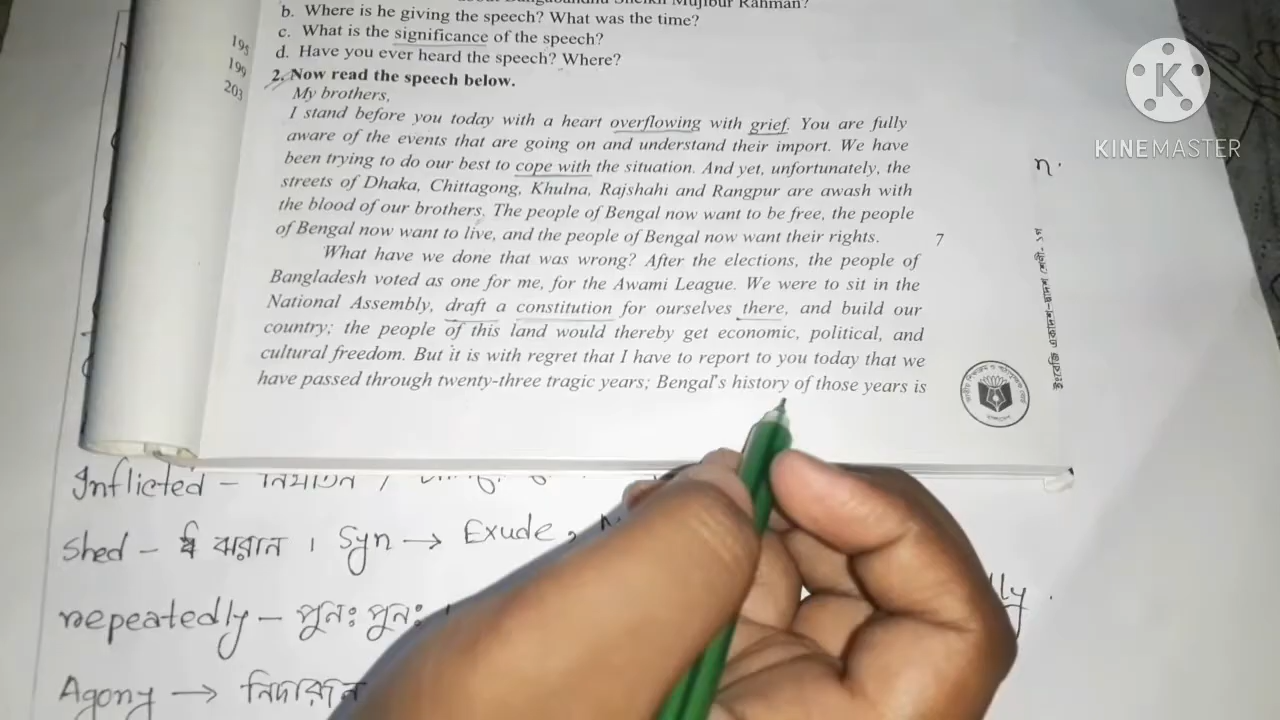 Rahman?
b. Where is he giving the speech? What was the time?
c. What is the significance of the speech?
d. Have you ever heard the speech? Where?
195
199
203
2. Now read the speech below.
My brothers,
I stand before you today with a heart overflowing with grief. You are fully
aware of the events that are going on and understand their import. We have
been trying to do our best to cope with the situation. And yet, unfortunately, the
streets of Dhaka, Chittagong, Khulna, Rajshahi and Rangpur are awash with
the blood of our brothers. The people of Bengal now want to be free, the people
of Bengal now want to live, and the people of Bengal now want their rights.
7
What have we done that was wrong? After the elections, the people of
Bangladesh voted as one for me, for the Awami League. We were to sit in the
National Assembly, draft a constitution for ourselves there, and build our
country; the people of this land would thereby get economic, political, and
cultural freedom. But it is with regret that I have to report to you today that we
have passed through twenty-three tragic years; Bengal's history of those years is
K
KINEMASTER
Inflicted –
Shed – ঝরান । Syn → Exude,
repeatedly – পুনঃ পুনঃ
ly.
Agony →